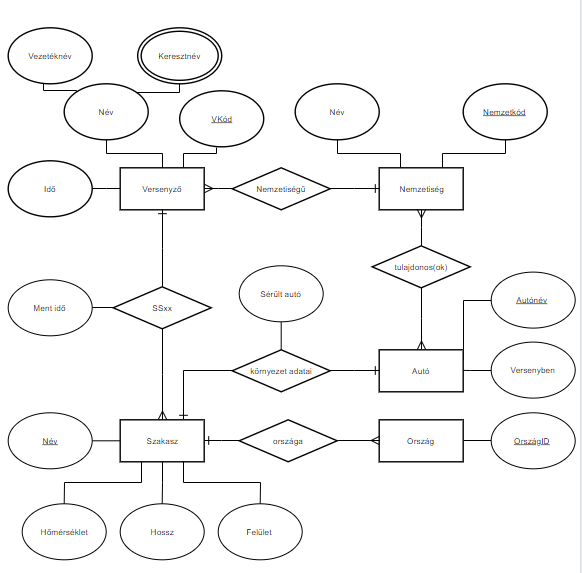 Vezetéknév
Keresztnév
Név
VKód
Név
Nemzetkód
Idő
Versenyző
Nemzetiségű
Nemzetiség
tulajdonos(ok)
Ment idő
SSxx
Sérült autó
Autónév
környezet adatai
Autó
Versenyben
Név
Szakasz
országa
Ország
OrszágID
Hőmérséklet
Hossz
Felület